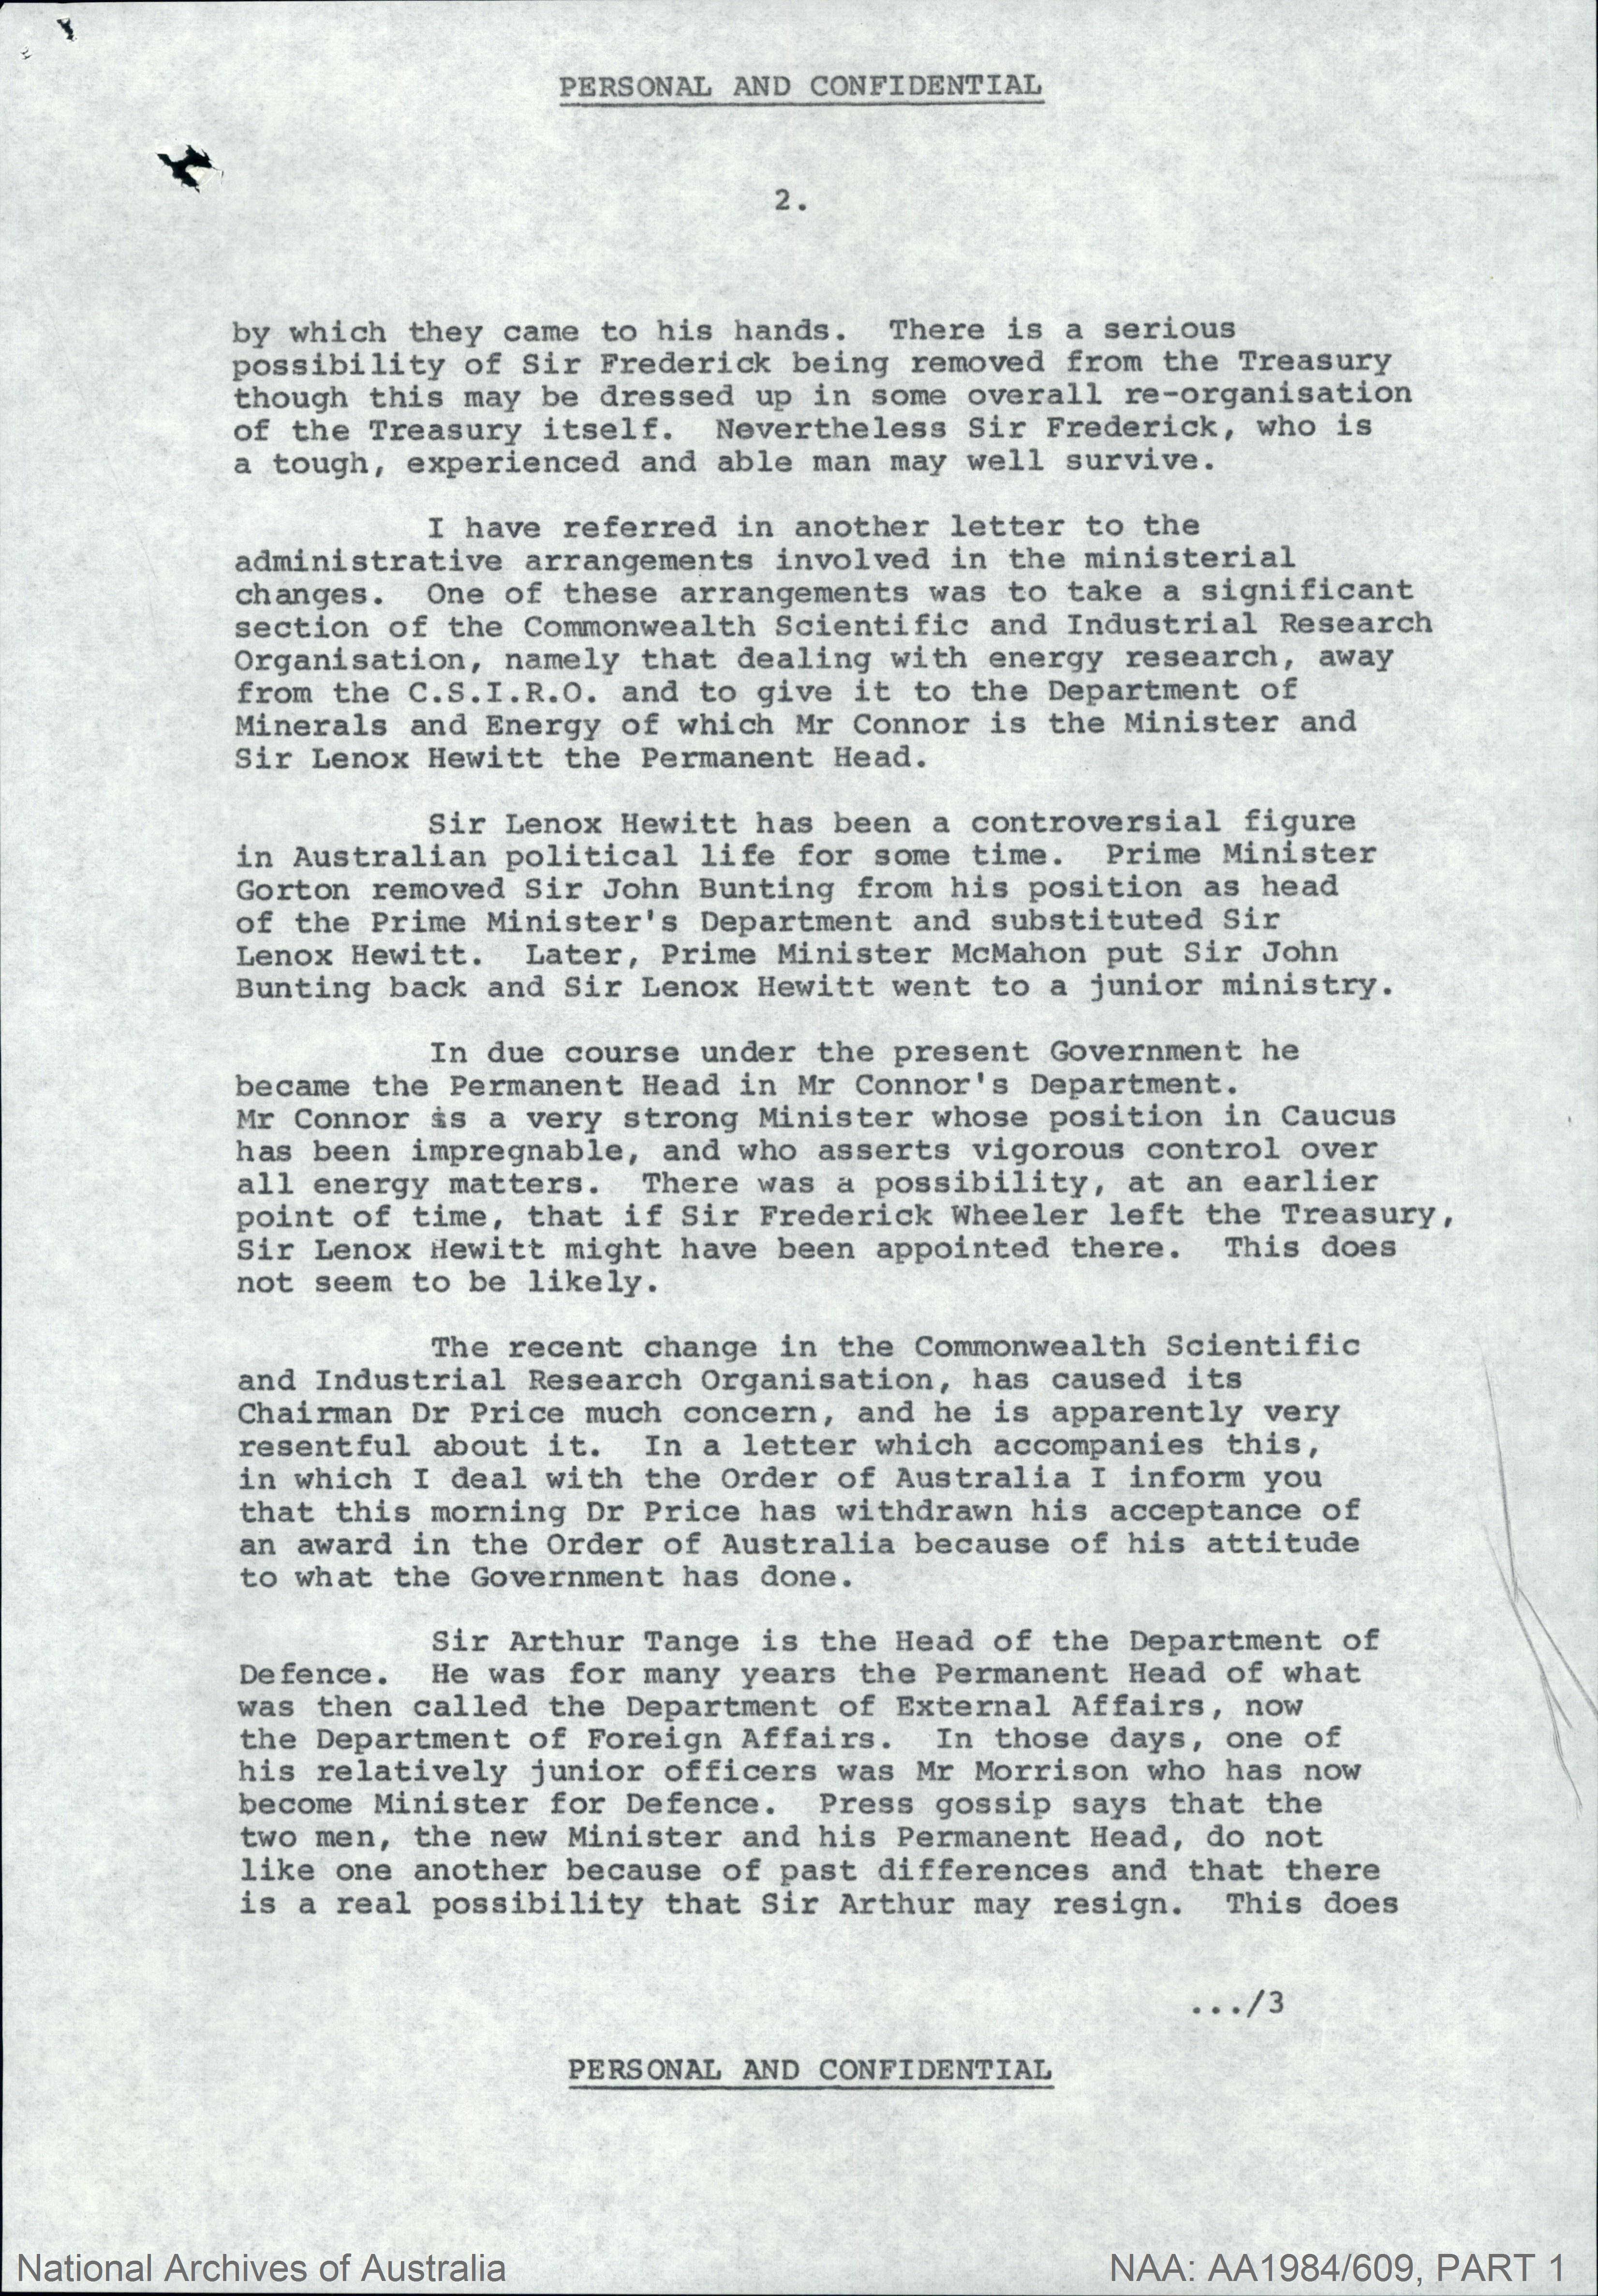 PERSONAL AND CONFIDENTIAL
2.
by which they came to his hands. There is a serious
possibility of Sir Frederick being removed from the Treasury
though this may be dressed up in some overall re-organisation
of the Treasury itself. Nevertheless Sir Frederick, who is
a tough, experienced and able man may well survive.
I have referred in another letter to the
administrative arrangements involved in the ministerial
changes. One of these arrangements was to take a significant
section of the Commonwealth Scientific and Industrial Research
Organisation, namely that dealing with energy research, away
from the C.S.I.R.O. and to give it to the Department of
Minerals and Energy of which Mr Connor is the Minister and
Sir Lenox Hewitt the Permanent Head.
Sir Lenox Hewitt has been a controversial figure
in Australian political life for some time. Prime Minister
Gorton removed Sir John Bunting from his position as head
of the Prime Minister's Department and substituted Sir
Lenox Hewitt. Later, Prime Minister McMahon put Sir John
Bunting back and Sir Lenox Hewitt went to a junior ministry.
In due course under the present Government he
became the Permanent Head in Mr Connor's Department.
Mr Connor is a very strong Minister whose position in Caucus
has been impregnable, and who asserts vigorous control over
all energy matters. There was a possibility, at an earlier
point of time, that if Sir Frederick Wheeler left the Treasury,
Sir Lenox Hewitt might have been appointed there. This does
not seem to be likely.
The recent change in the Commonwealth Scientific
and Industrial Research Organisation, has caused its
Chairman Dr Price much concern, and he is apparently very
resentful about it. In a letter which accompanies this,
in which I deal with the Order of Australia I inform you
that this morning Dr Price has withdrawn his acceptance of
an award in the Order of Australia because of his attitude
to what the Government has done.
Sir Arthur Tange is the Head of the Department of
Defence. He was for many years the Permanent Head of what
was then called the Department of External Affairs, now
the Department of Foreign Affairs. In those days, one of
his relatively junior officers was Mr Morrison who has now
become Minister for Defence. Press gossip says that the
two men, the new Minister and his Permanent Head, do not
like one another because of past differences and that there
is a real possibility that Sir Arthur may resign. This does
.../3
PERSONAL AND CONFIDENTIAL
National Archives of Australia
NAA: AA1984/609, PART 1